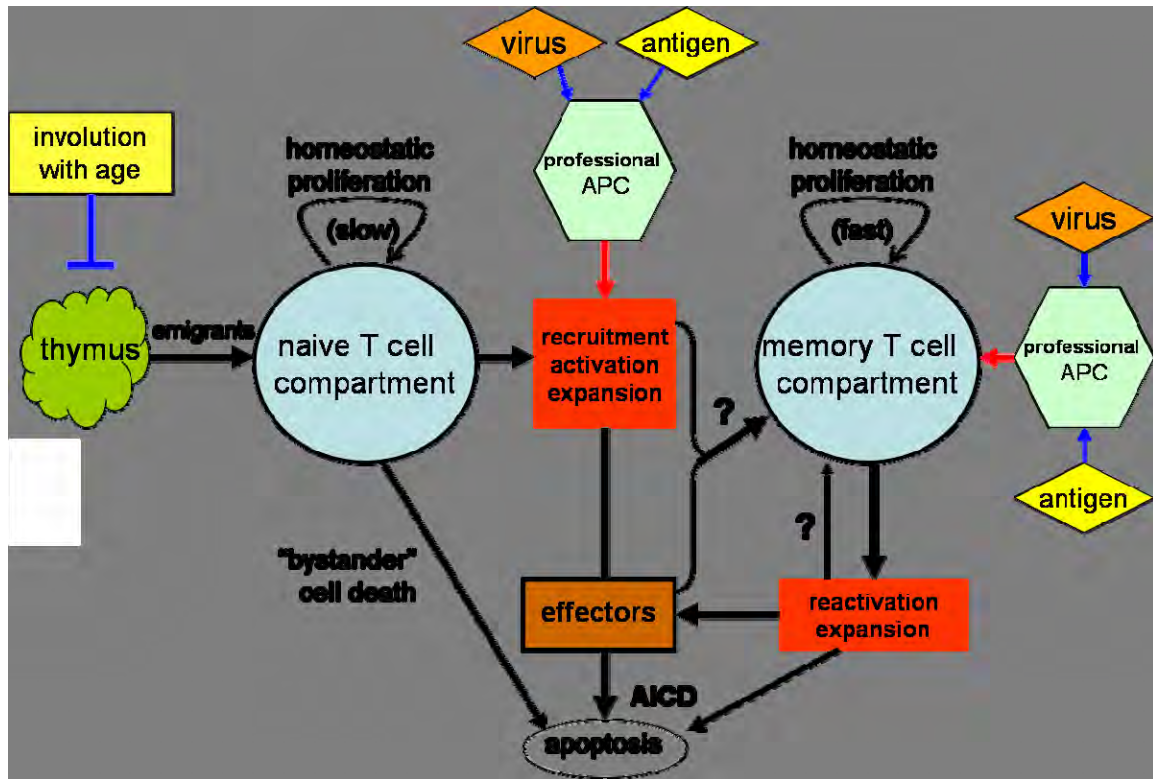 virus
antigen
involution
with age
homeostatic
proliferation
(slow)
professional
APC
homeostatic
proliferation
(fast)
virus
thymus
emigrants
naive T cell
compartment
recruitment
activation
expansion
?
memory T cell
compartment
professional
APC
antigen
"bystander"
cell death
effectors
?
reactivation
expansion
AICD
apoptosis